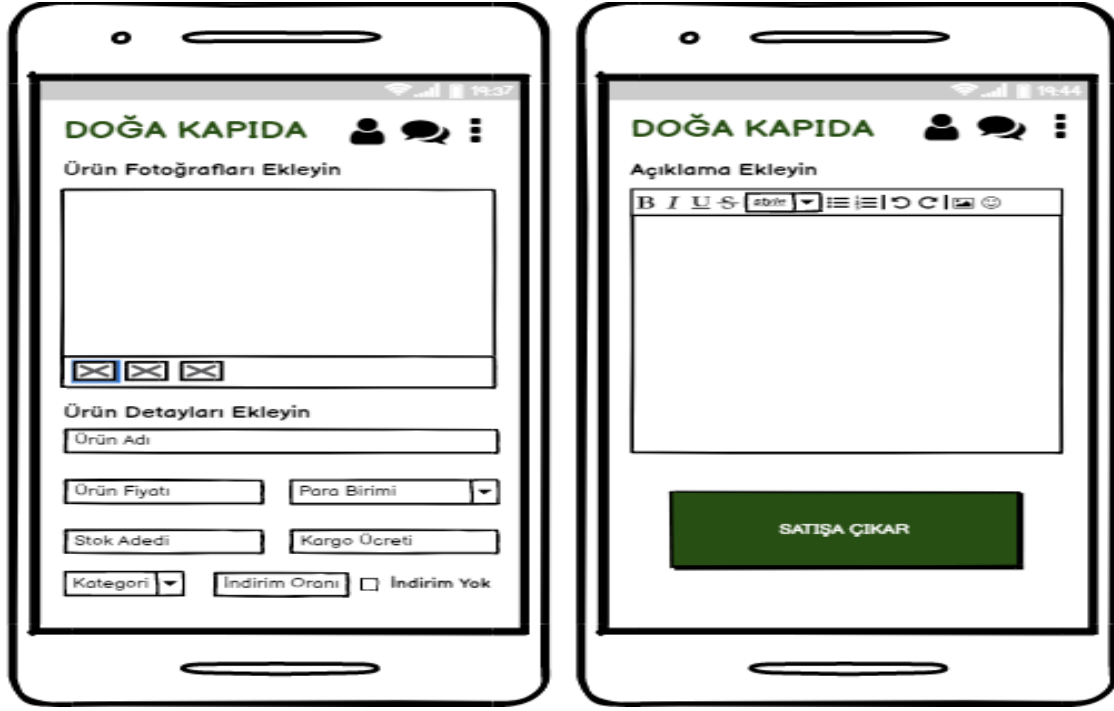 19:37
DOĞA KAPIDA
Ürün Fotoğrafları Ekleyin
Ürün Detayları Ekleyin
Ürün Adı
Ürün Fiyatı
Para Birimi
Stok Adedi
Kargo Ücreti
Kategori
İndirim Oranı
İndirim Yok
19:44
DOĞA KAPIDA
Açıklama Ekleyin
B I U S
SATIŞA ÇIKAR